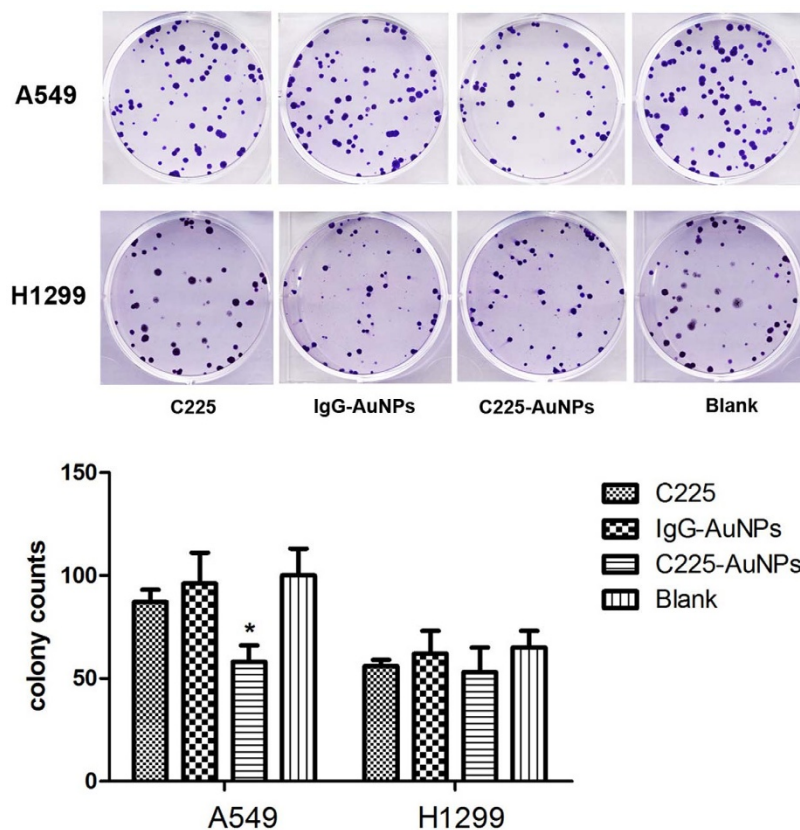 A549
H1299
C225 IgG-AuNPs C225-AuNPs Blank
150
100
50
0
colony counts
*
A549 H1299
C225
IgG-AuNPs
C225-AuNPs
Blank